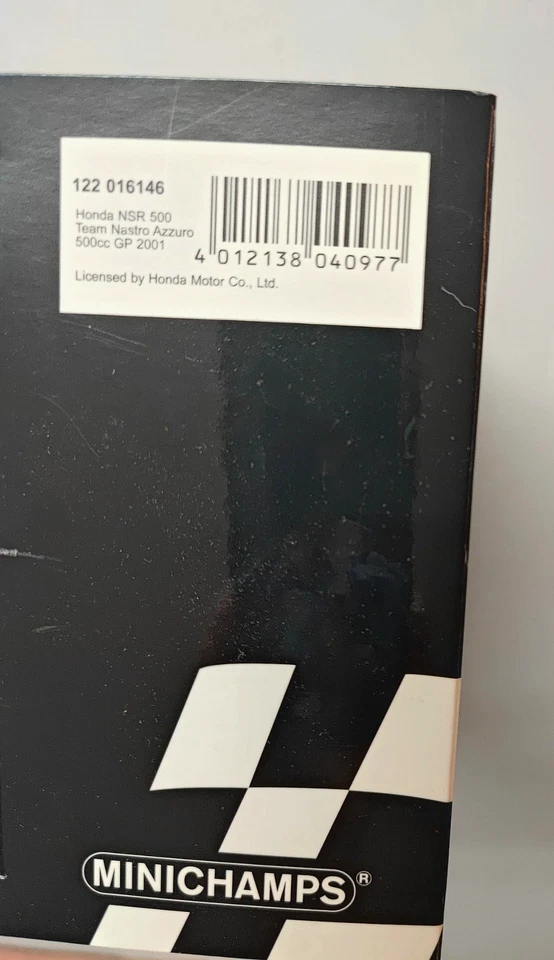 122 016146
Honda NSR 500
Team Nastro Azzuro
500cc GP 2001
4 012138 040977
Licensed by Honda Motor Co., Ltd.
MINICHAMPS®